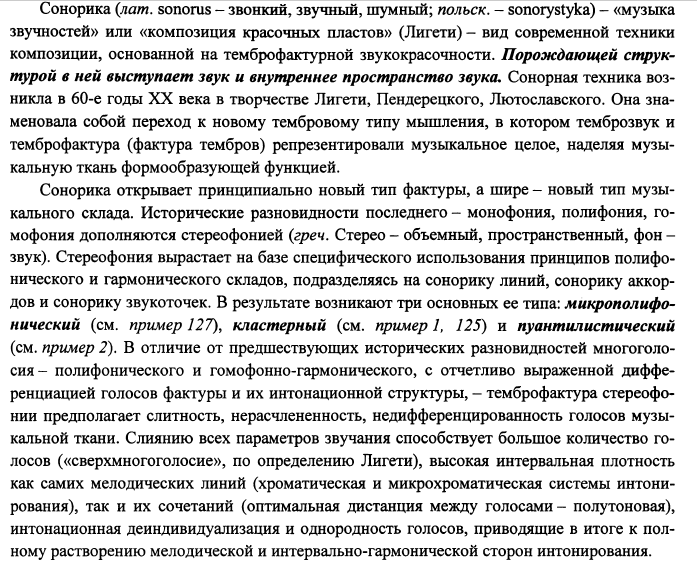 Сонорика (лат. sonorus – звонкий, звучный, шумный; польск. – sonorystyka) – «музыка
звучностей» или «композиция красочных пластов» (Лигети) – вид современной техники
композиции, основанной на темброфактурной звукокрасочности. Порождающей струк-
турой в ней выступает звук и внутреннее пространство звука. Сонорная техника воз-
никла в 60-е годы XX века в творчестве Лигети, Пендерецкого, Лютославского. Она зна-
меновала собой переход к новому тембровому типу мышления, в котором темброзвук и
темброфактура (фактура тембров) репрезентировали музыкальное целое, наделяя музы-
кальную ткань формообразующей функцией.
Сонорика открывает принципиально новый тип фактуры, а шире – новый тип музы-
кального склада. Исторические разновидности последнего – монофония, полифония, го-
мофония дополняются стереофонией (греч. Стерео – объемный, пространственный, фон –
звук). Стереофония вырастает на базе специфического использования принципов полифо-
нического и гармонического складов, подразделяясь на сонорику линий, сонорику аккор-
дов и сонорику звукоточек. В результате возникают три основных ее типа: микрополифо-
нический (см. пример 127), кластерный (см. пример 1, 125) и пуантилистический
(см. пример 2). В отличие от предшествующих исторических разновидностей многоголо-
сия – полифонического и гомофонно-гармонического, с отчетливо выраженной диффе-
ренциацией голосов фактуры и их интонационной структуры, – темброфактура стереофо-
нии предполагает слитность, нерасчлененность, недифференцированность голосов музы-
кальной ткани. Слиянию всех параметров звучания способствует большое количество го-
лосов («сверхмногоголосие», по определению Лигети), высокая интервальная плотность
как самих мелодических линий (хроматическая и микрохроматическая системы интони-
рования), так и их сочетаний (оптимальная дистанция между голосами – полутоновая),
интонационная деиндивидуализация и однородность голосов, приводящие в итоге к пол-
ному растворению мелодической и интервально-гармонической сторон интонирования.